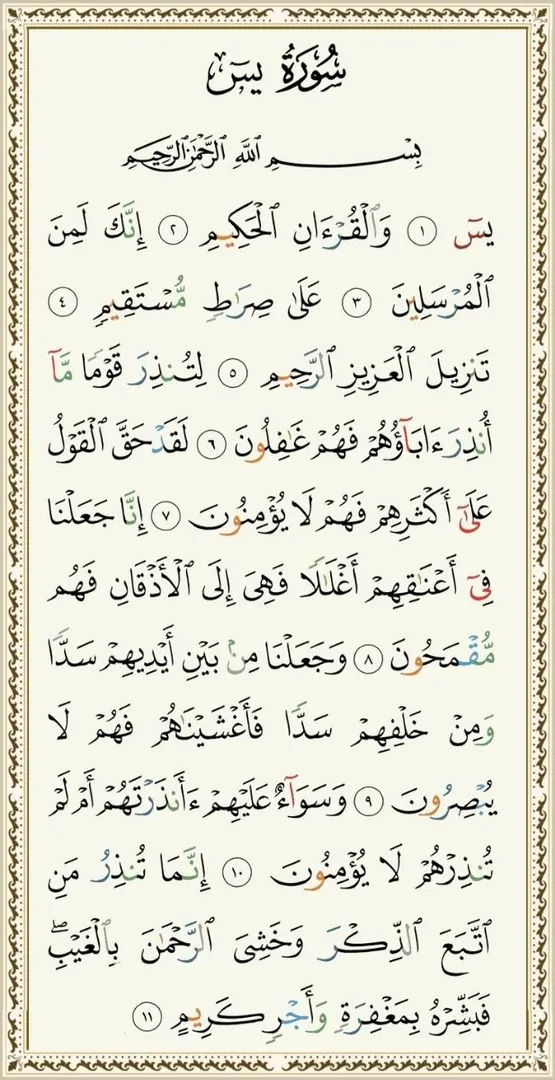 سُورَةُ يسٓ
بِسْمِ ٱللَّهِ ٱلرَّحْمَٰنِ ٱلرَّحِيمِ
يسٓ ١ وَٱلْقُرْءَانِ ٱلْحَكِيمِ ٢ إِنَّكَ لَمِنَ
ٱلْمُرْسَلِينَ ٣ عَلَىٰ صِرَٰطٍ مُّسْتَقِيمٍ ٤
تَنزِيلَ ٱلْعَزِيزِ ٱلرَّحِيمِ ٥ لِتُنذِرَ قَوْمًا مَّآ
أُنذِرَ ءَابَآؤُهُمْ فَهُمْ غَٰفِلُونَ ٦ لَقَدْ حَقَّ ٱلْقَوْلُ
عَلَىٰٓ أَكْثَرِهِمْ فَهُمْ لَا يُؤْمِنُونَ ٧ إِنَّا جَعَلْنَا
فِىٓ أَعْنَٰقِهِمْ أَغْلَٰلًا فَهِىَ إِلَى ٱلْأَذْقَانِ فَهُم
مُّقْمَحُونَ ٨ وَجَعَلْنَا مِنۢ بَيْنِ أَيْدِيهِمْ سَدًّا
وَمِنْ خَلْفِهِمْ سَدًّا فَأَغْشَيْنَٰهُمْ فَهُمْ لَا
يُبْصِرُونَ ٩ وَسَوَآءٌ عَلَيْهِمْ ءَأَنذَرْتَهُمْ أَمْ لَمْ
تُنذِرْهُمْ لَا يُؤْمِنُونَ ١٠ إِنَّمَا تُنذِرُ مَنِ
ٱتَّبَعَ ٱلذِّكْرَ وَخَشِىَ ٱلرَّحْمَٰنَ بِٱلْغَيْبِ ۖ
فَبَشِّرْهُ بِمَغْفِرَةٍ وَأَجْرٍ كَرِيمٍ ١١